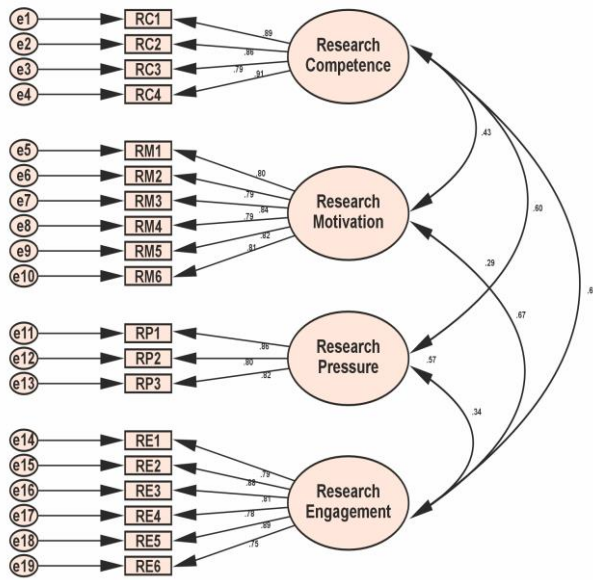 e1 RC1 .89
e2 RC2 .86
e3 RC3 .79
e4 RC4 .91
Research
Competence
.43
e5 RM1 .80
e6 RM2 .79
e7 RM3 .84
e8 RM4 .79
e9 RM5 .82
e10 RM6 .81
Research
Motivation
.60
.29
.67
.6
e11 RP1 .86
e12 RP2 .80
e13 RP3 .82
Research
Pressure
.57
.34
e14 RE1 .79
e15 RE2 .88
e16 RE3 .81
e17 RE4 .78
e18 RE5 .89
e19 RE6 .75
Research
Engagement